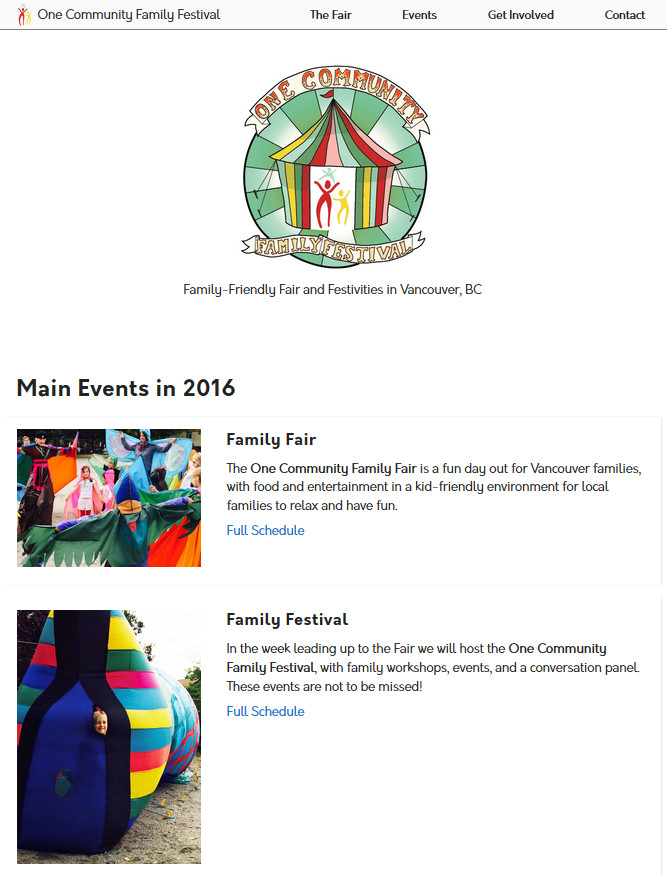 One Community Family Festival The Fair Events Get Involved Contact
ONE COMMUNITY
FAMILY FESTIVAL
Family-Friendly Fair and Festivities in Vancouver, BC
Main Events in 2016
Family Fair
The One Community Family Fair is a fun day out for Vancouver families,
with food and entertainment in a kid-friendly environment for local
families to relax and have fun.
Full Schedule
Family Festival
In the week leading up to the Fair we will host the One Community
Family Festival, with family workshops, events, and a conversation panel.
These events are not to be missed!
Full Schedule